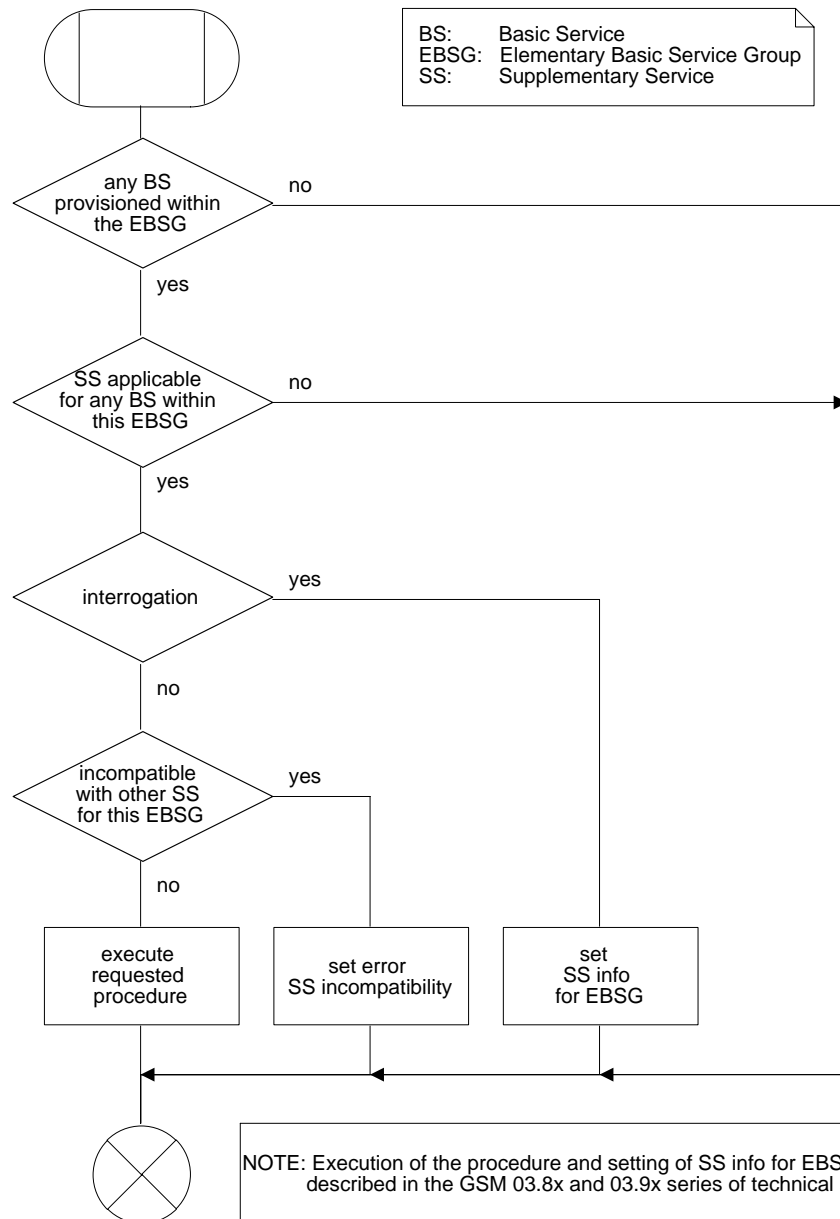 BS: Basic Service
EBSG: Elementary Basic Service Group
SS: Supplementary Service
any BS
provisioned within
the EBSG
no
yes
SS applicable
for any BS within
this EBSG
no
yes
interrogation
yes
no
incompatible
with other SS
for this EBSG
yes
no
execute
requested
procedure
set error
SS incompatibility
set
SS info
for EBSG
NOTE: Execution of the procedure and setting of SS info for
described in the GSM 03.8x and 03.9x series of technical